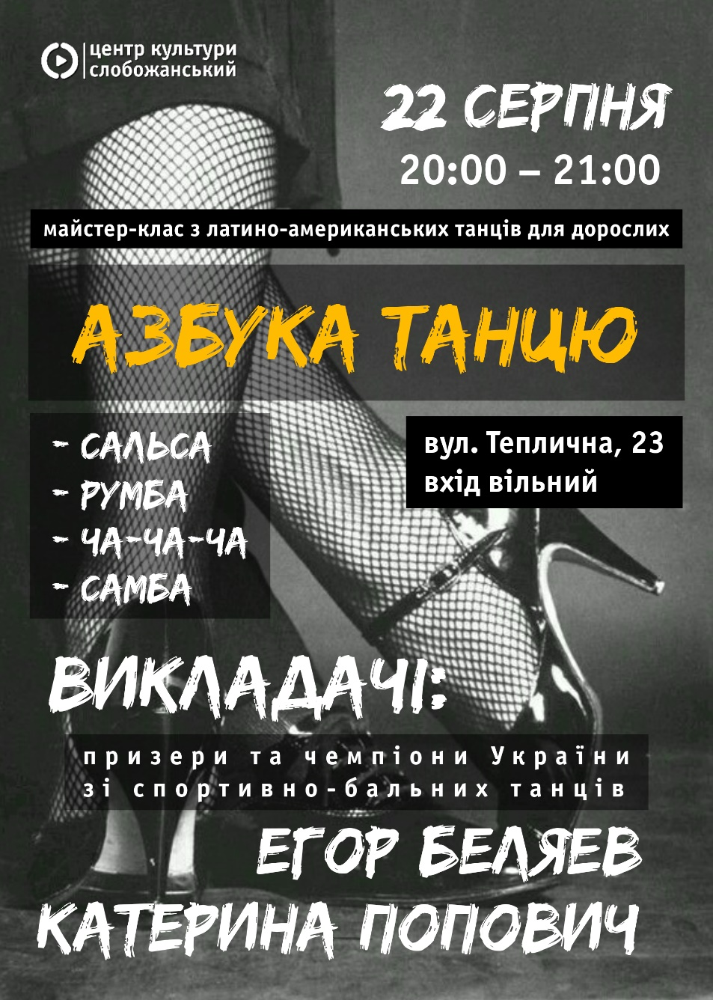 центр культури
слобожанський
22 СЕРПНЯ
20:00 – 21:00
майстер-клас з латино-американських танців для дорослих
АЗБУКА ТАНЦЮ
- САЛЬСА
- РУМБА
- ЧА-ЧА-ЧА
- САМБА
вул. Теплична, 23
вхід вільний
ВИКЛАДАЧІ:
призери та чемпіони України
зі спортивно-бальних танців
ЕГОР БЕЛЯЕВ
КАТЕРИНА ПОПОВИЧ